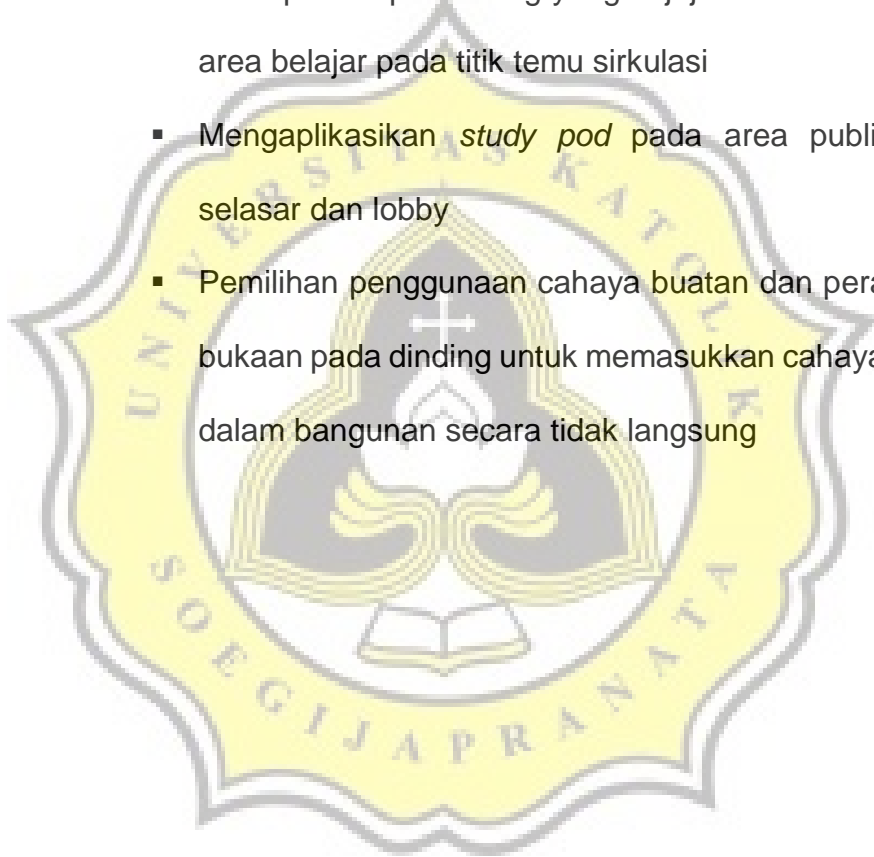 area belajar pada titik temu sirkulasi
▪ Mengaplikasikan study pod pada area publi
selasar dan lobby
▪ Pemilihan penggunaan cahaya buatan dan pera
bukaan pada dinding untuk memasukkan cahaya
dalam bangunan secara tidak langsung
UNIVERSITAS KATOLIK
SOEGIJAPRANATA